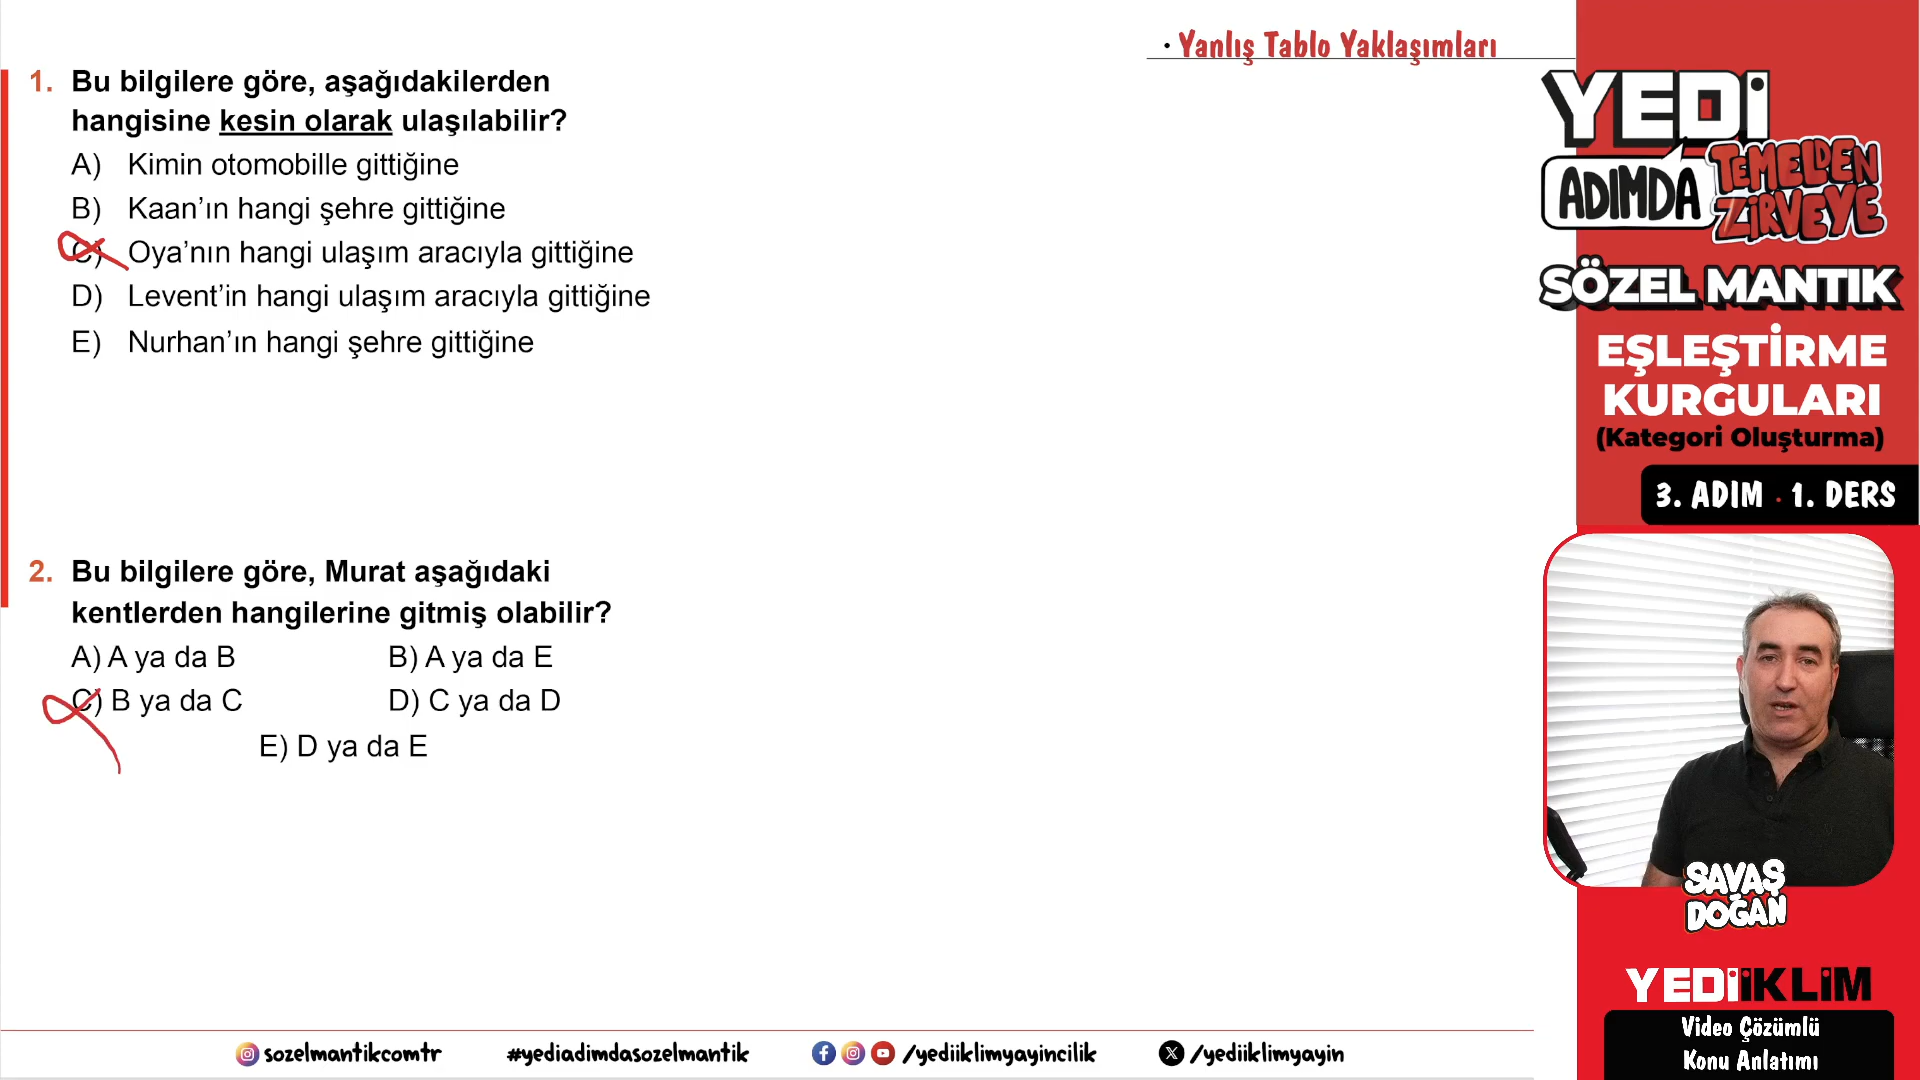 · Yanlış Tablo Yaklaşımları
1. Bu bilgilere göre, aşağıdakilerden
hangisine kesin olarak ulaşılabilir?
A) Kimin otomobille gittiğine
B) Kaan’ın hangi şehre gittiğine
C) Oya’nın hangi ulaşım aracıyla gittiğine
D) Levent’in hangi ulaşım aracıyla gittiğine
E) Nurhan’ın hangi şehre gittiğine
2. Bu bilgilere göre, Murat aşağıdaki
kentlerden hangilerine gitmiş olabilir?
A) A ya da B B) A ya da E
C) B ya da C D) C ya da D
E) D ya da E
YEDİ
ADIMDA TEMELDEN
ZİRVEYE
SÖZEL MANTIK
EŞLEŞTİRME
KURGULARI
(Kategori Oluşturma)
3. ADIM · 1. DERS
SAVAŞ
DOĞAN
YEDİİKLİM
Video Çözümlü
Konu Anlatımı
sozelmantikcomtr #yediadimdasozelmantik /yediiklimyayincilik /yediiklimyayin